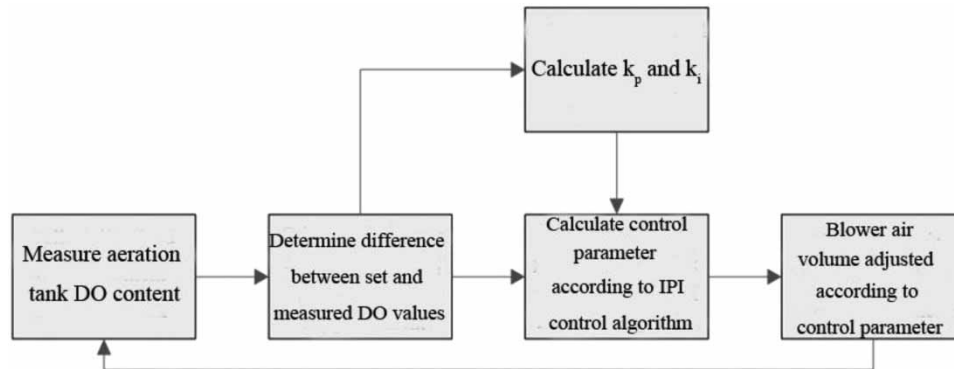 Calculate kp and ki
Measure aeration
tank DO content
Determine difference
between set and
measured DO values
Calculate control
parameter
according to IPI
control algorithm
Blower air
volume adjusted
according to
control parameter